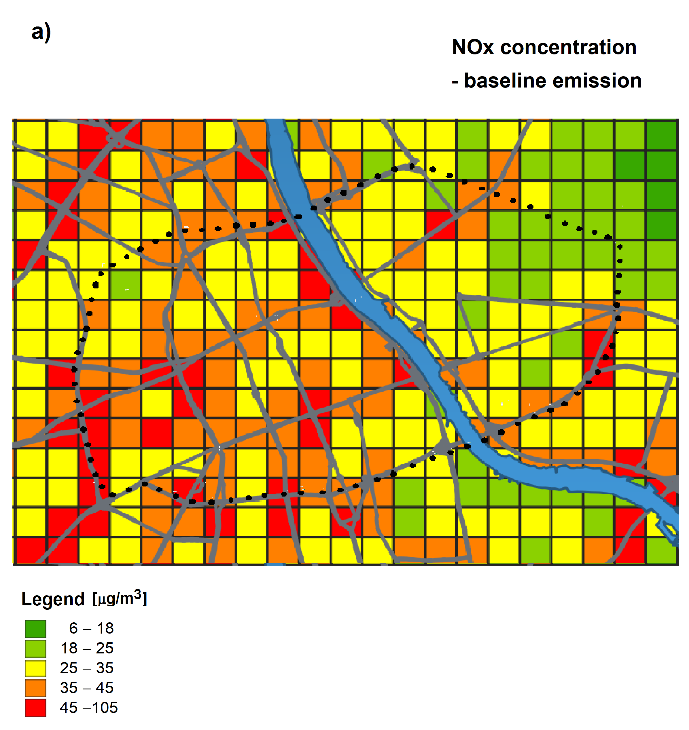 a)
NOx concentration
- baseline emission
Legend [µg/m³]
6 – 18
18 – 25
25 – 35
35 – 45
45 –105